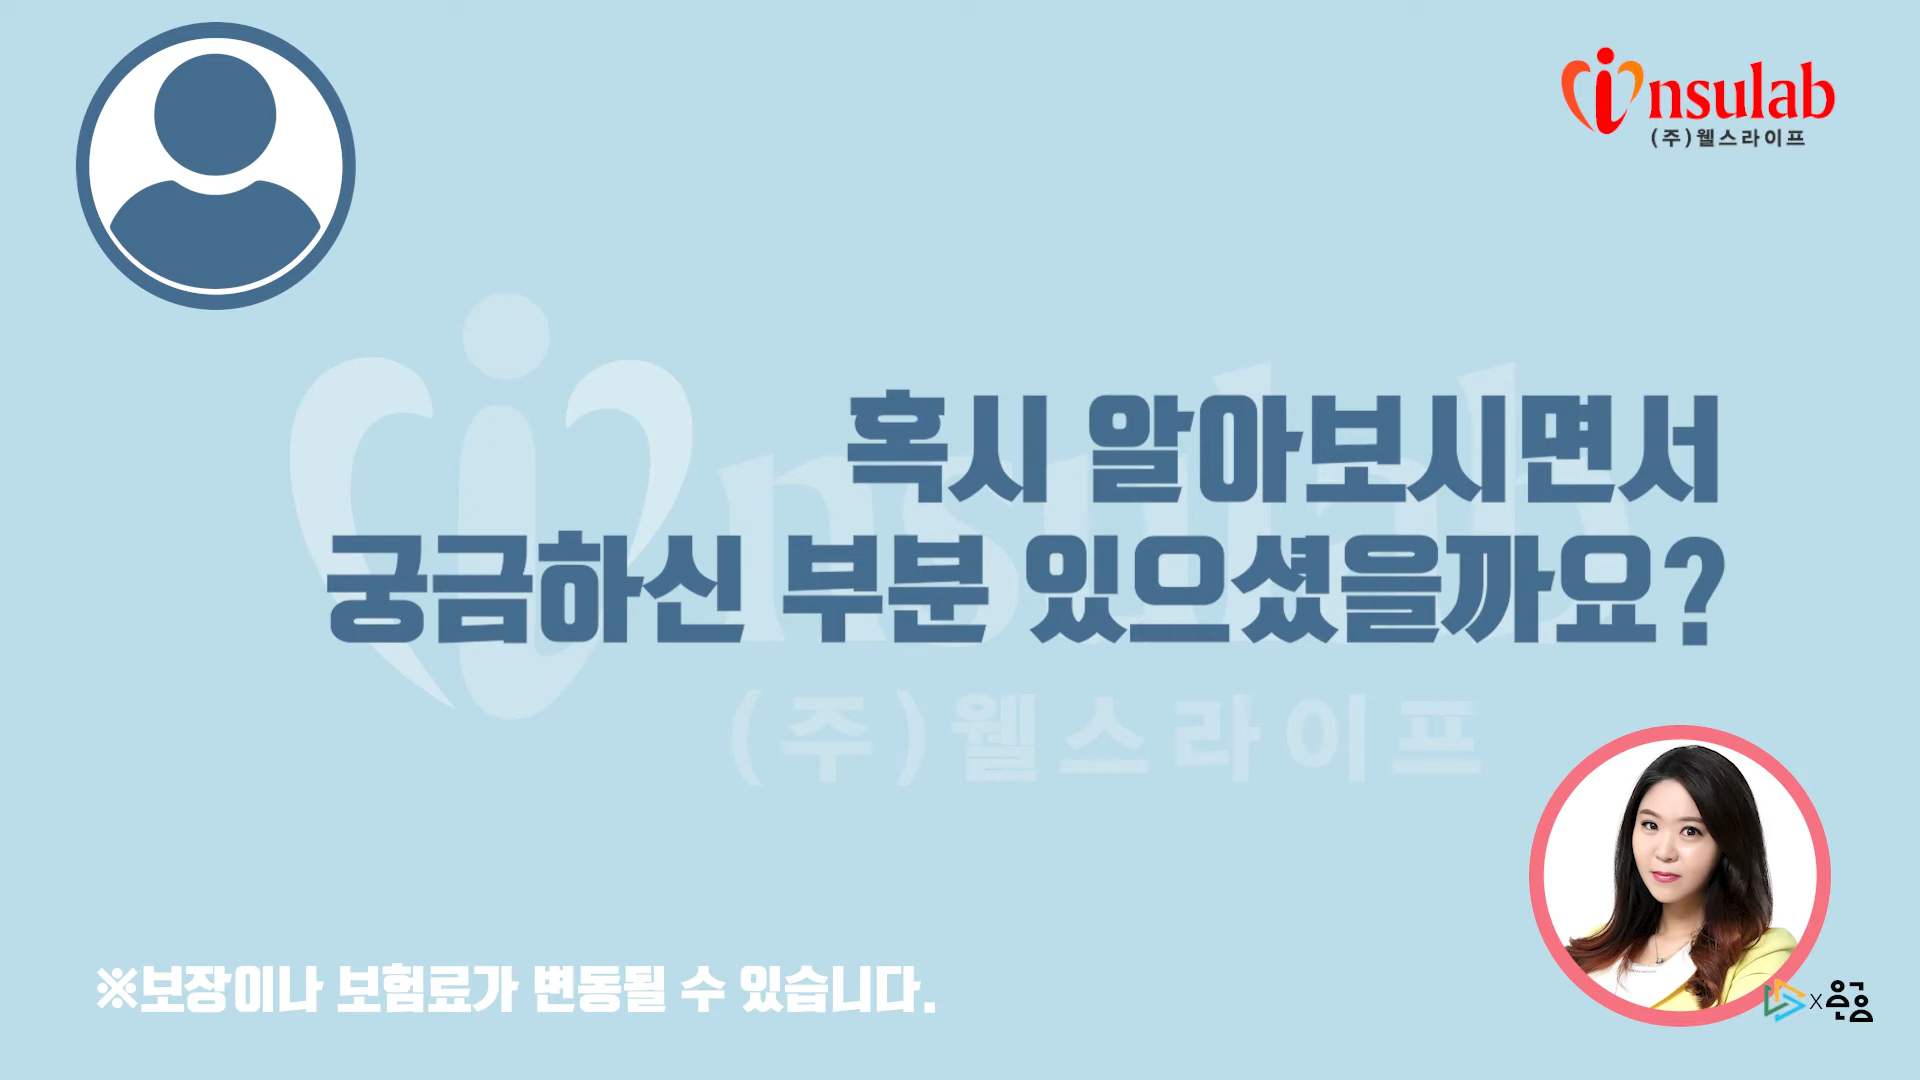 insulab
(주)웰스라이프
혹시 알아보시면서
궁금하신 부분 있으셨을까요?
insulab
(주)웰스라이프
※보장이나 보험료가 변동될 수 있습니다.
x